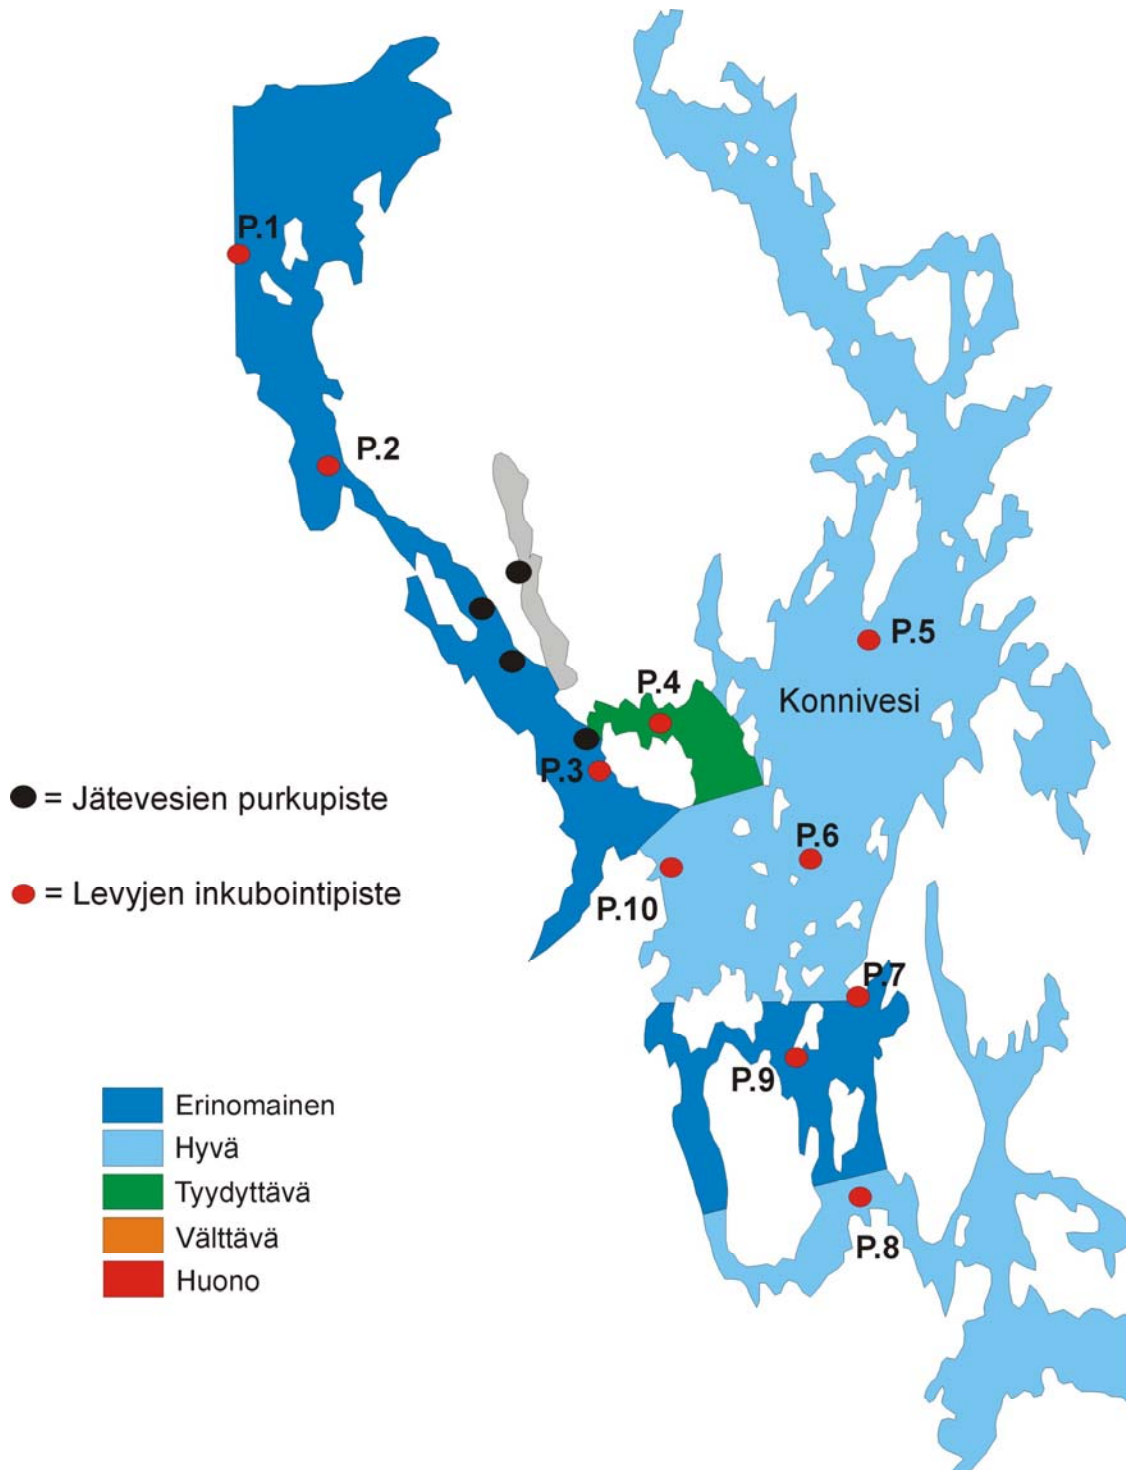 P.1
P.2
P.5
P.4
Konnivesi
P.3
= Jätevesien purkupiste
P.6
= Levyjen inkubointipiste
P.10
P.7
P.9
Erinomainen
Hyvä
Tyydyttävä
Välttävä
P.8
Huono